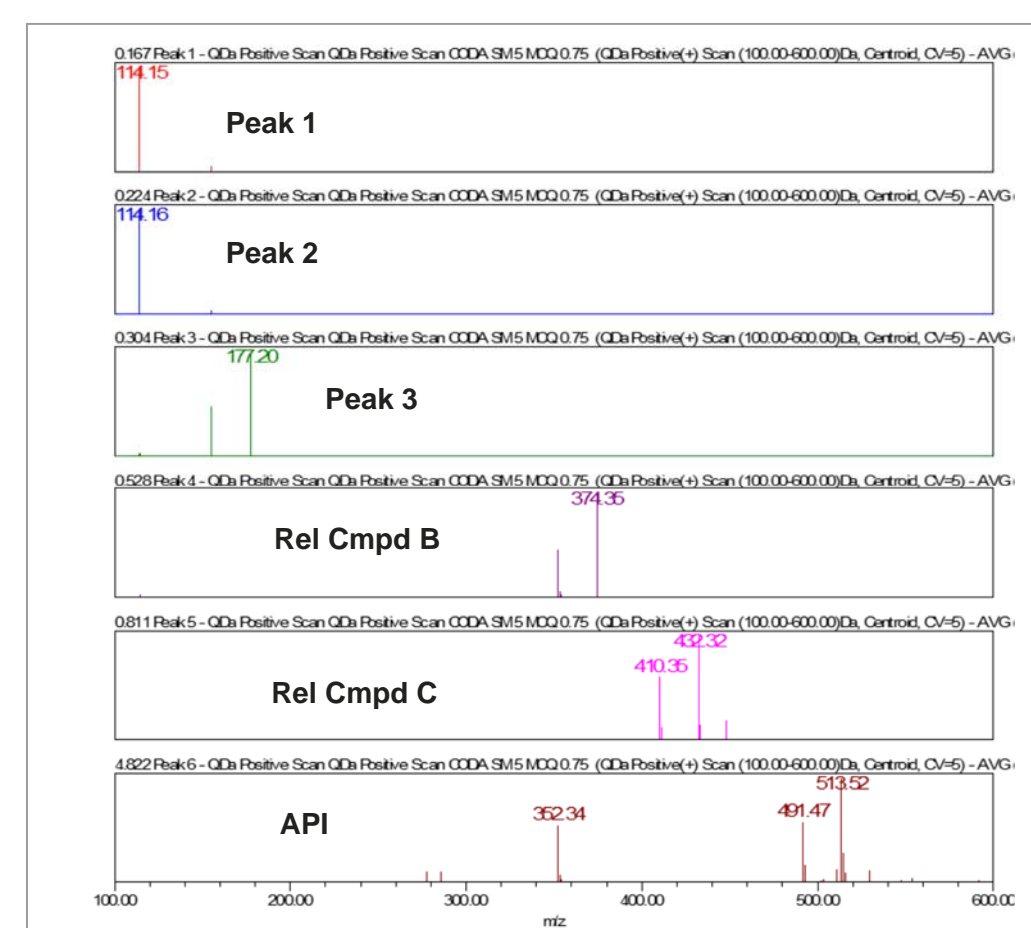 0.167 Peak 1 - QDa Positive Scan QDa Positive Scan CODA SM5 MCQ 0.75 (QDa Positive(+) Scan (100.00-600.00)Da, Centroid, CV=5) - AVG
114.15
Peak 1
0.224 Peak 2 - QDa Positive Scan QDa Positive Scan CODA SM5 MCQ 0.75 (QDa Positive(+) Scan (100.00-600.00)Da, Centroid, CV=5) - AVG
114.16
Peak 2
0.304 Peak 3 - QDa Positive Scan QDa Positive Scan CODA SM5 MCQ 0.75 (QDa Positive(+) Scan (100.00-600.00)Da, Centroid, CV=5) - AVG
177.20
Peak 3
0.528 Peak 4 - QDa Positive Scan QDa Positive Scan CODA SM5 MCQ 0.75 (QDa Positive(+) Scan (100.00-600.00)Da, Centroid, CV=5) - AVG
374.35
Rel Cmpd B
0.811 Peak 5 - QDa Positive Scan QDa Positive Scan CODA SM5 MCQ 0.75 (QDa Positive(+) Scan (100.00-600.00)Da, Centroid, CV=5) - AVG
432.32
410.35
Rel Cmpd C
4.822 Peak 6 - QDa Positive Scan QDa Positive Scan CODA SM5 MCQ 0.75 (QDa Positive(+) Scan (100.00-600.00)Da, Centroid, CV=5) - AVG
513.52
352.34 491.47
API
100.00 200.00 300.00 400.00 500.00 600.00
m/z